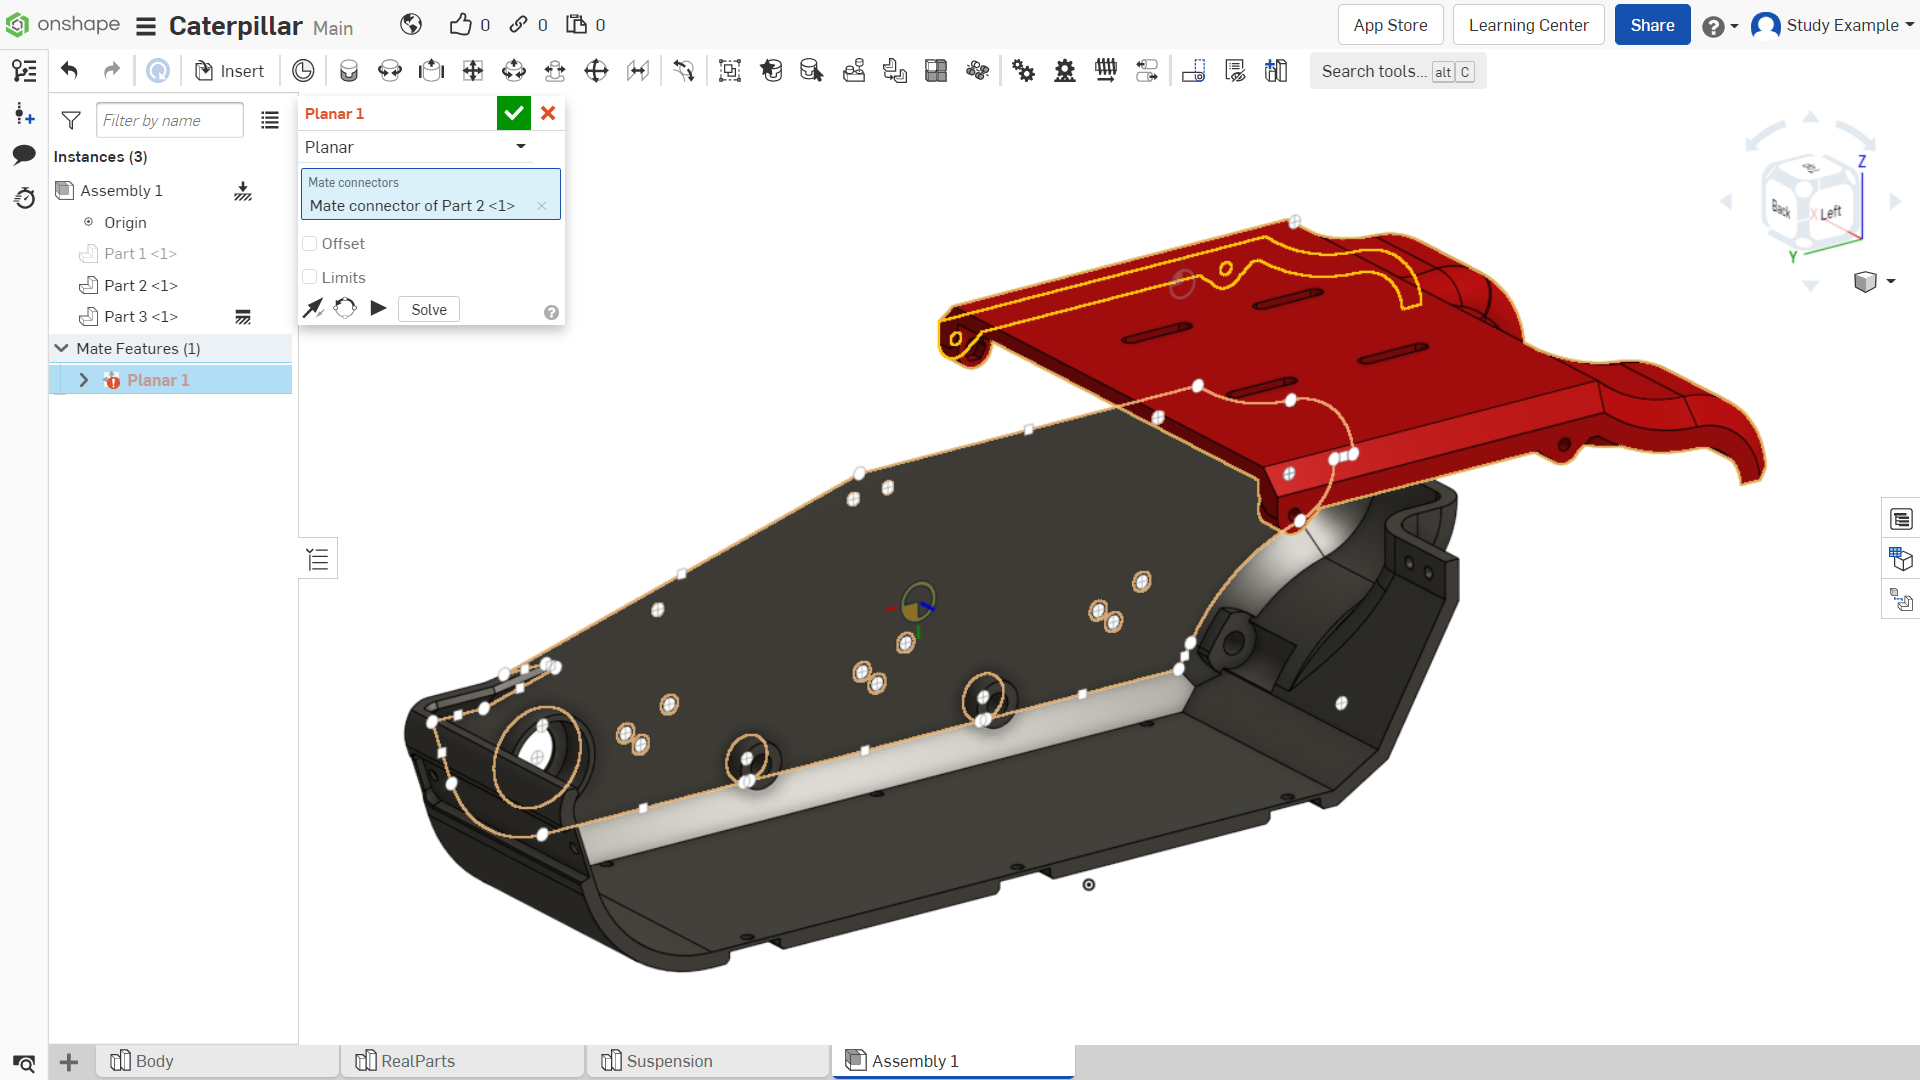 onshape
Caterpillar Main
0
0
0
App Store
Learning Center
Share
Study Example
Insert
Search tools... alt C
Filter by name
Instances (3)
Assembly 1
Origin
Part 1 <1>
Part 2 <1>
Part 3 <1>
Mate Features (1)
Planar 1
Planar 1
Planar
Mate connectors
Mate connector of Part 2 <1>
Offset
Limits
Solve
Z
Back
X
Left
Y
Body
RealParts
Suspension
Assembly 1